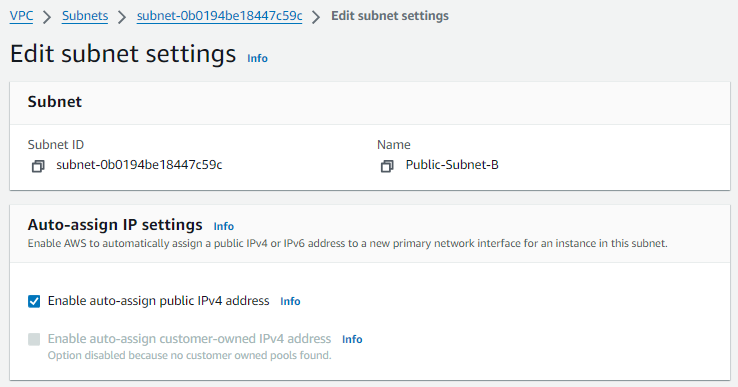 VPC > Subnets > subnet-0b0194be18447c59c > Edit subnet settings
Edit subnet settings Info
Subnet
Subnet ID Name
subnet-0b0194be18447c59c Public-Subnet-B
Auto-assign IP settings Info
Enable AWS to automatically assign a public IPv4 or IPv6 address to a new primary network interface for an instance in this subnet.
Enable auto-assign public IPv4 address Info
Enable auto-assign customer-owned IPv4 address Info
Option disabled because no customer owned pools found.